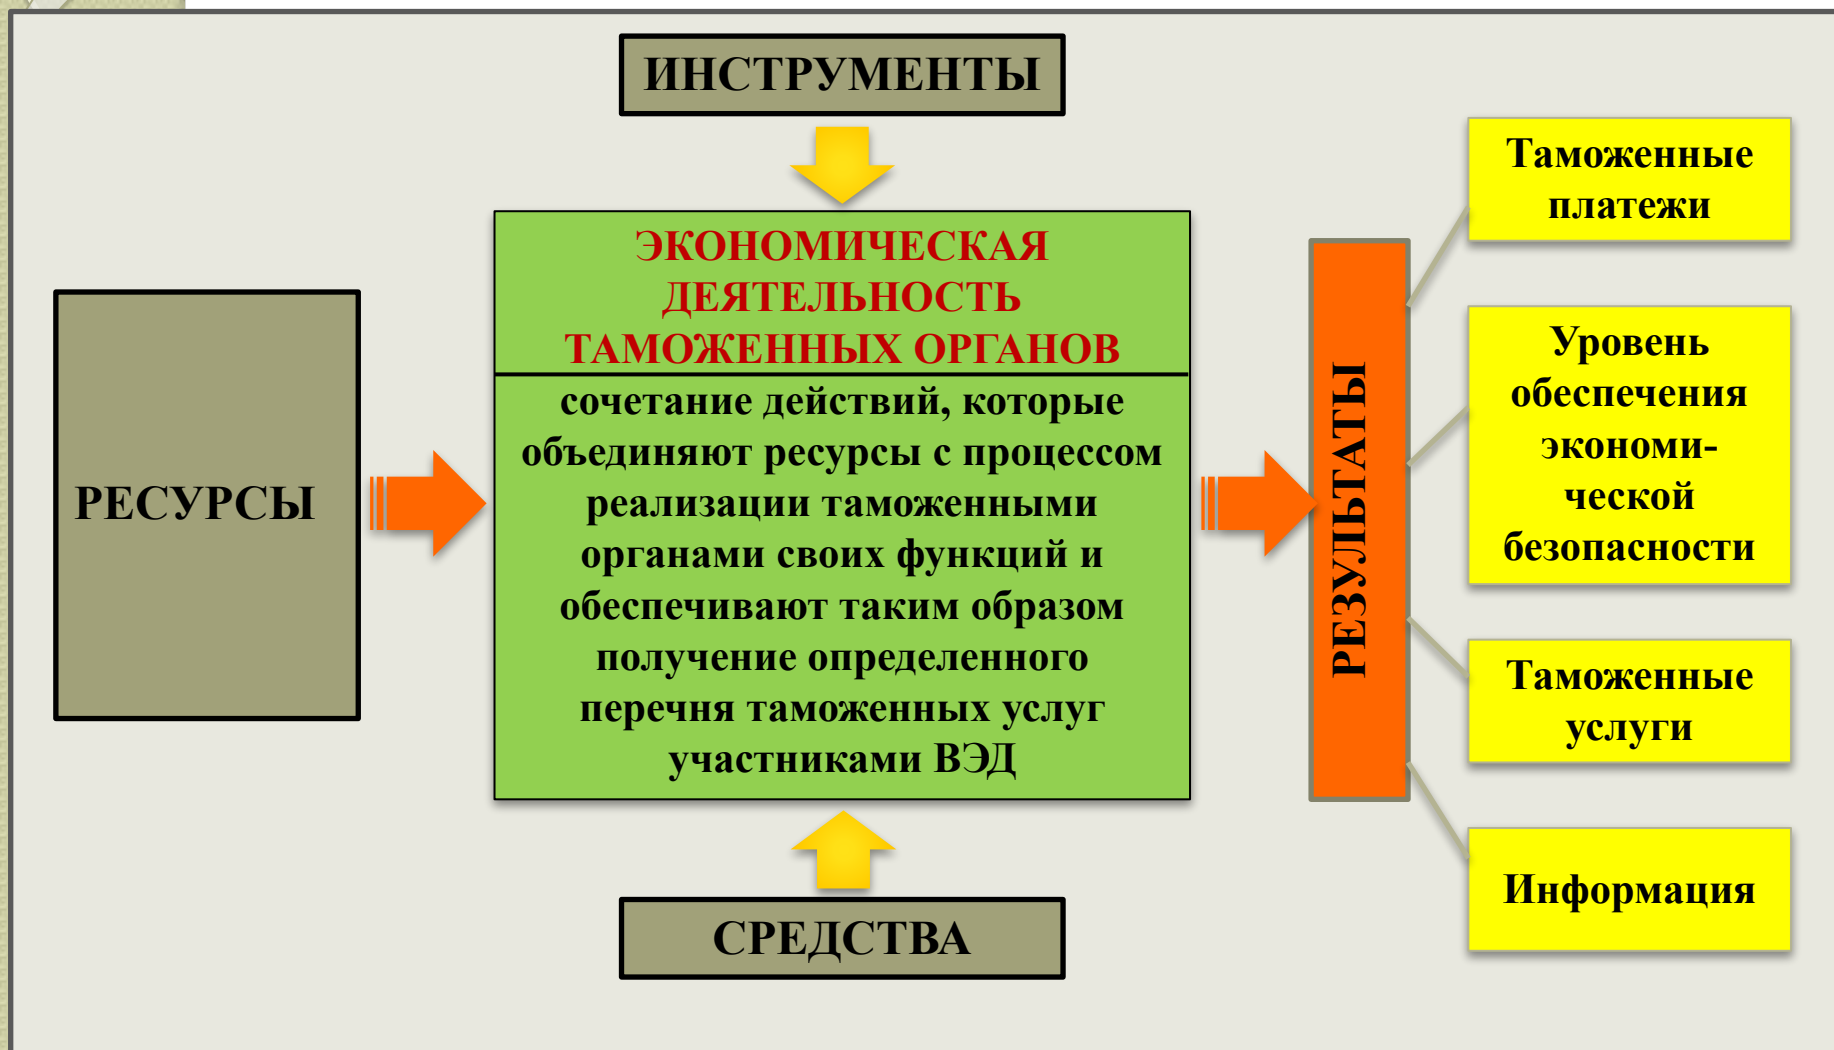 ИНСТРУМЕНТЫ
РЕСУРСЫ
ЭКОНОМИЧЕСКАЯ
ДЕЯТЕЛЬНОСТЬ
ТАМОЖЕННЫХ ОРГАНОВ
сочетание действий, которые
объединяют ресурсы с процессом
реализации таможенными
органами своих функций и
обеспечивают таким образом
получение определенного
перечня таможенных услуг
участниками ВЭД
СРЕДСТВА
РЕЗУЛЬТАТЫ
Таможенные
платежи
Уровень
обеспечения
экономи-
ческой
безопасности
Таможенные
услуги
Информация